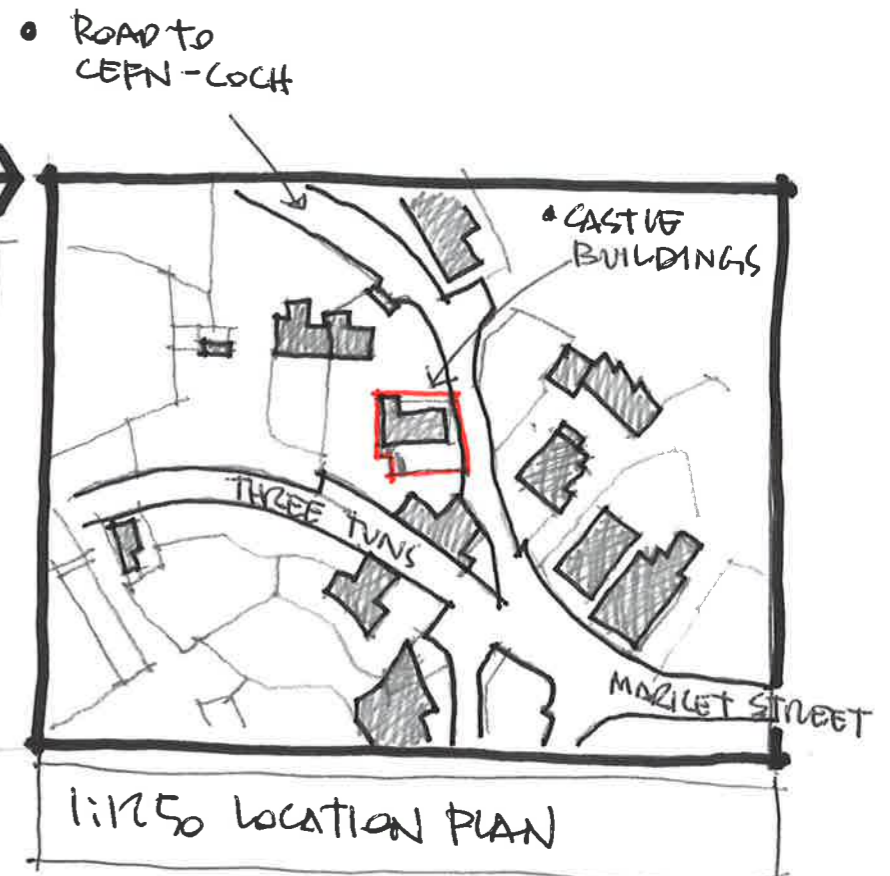 • ROAD TO
CEFN-COCH
• CASTLE
BUILDINGS
THREE TUNS
MARKET STREET
1:1250 LOCATION PLAN